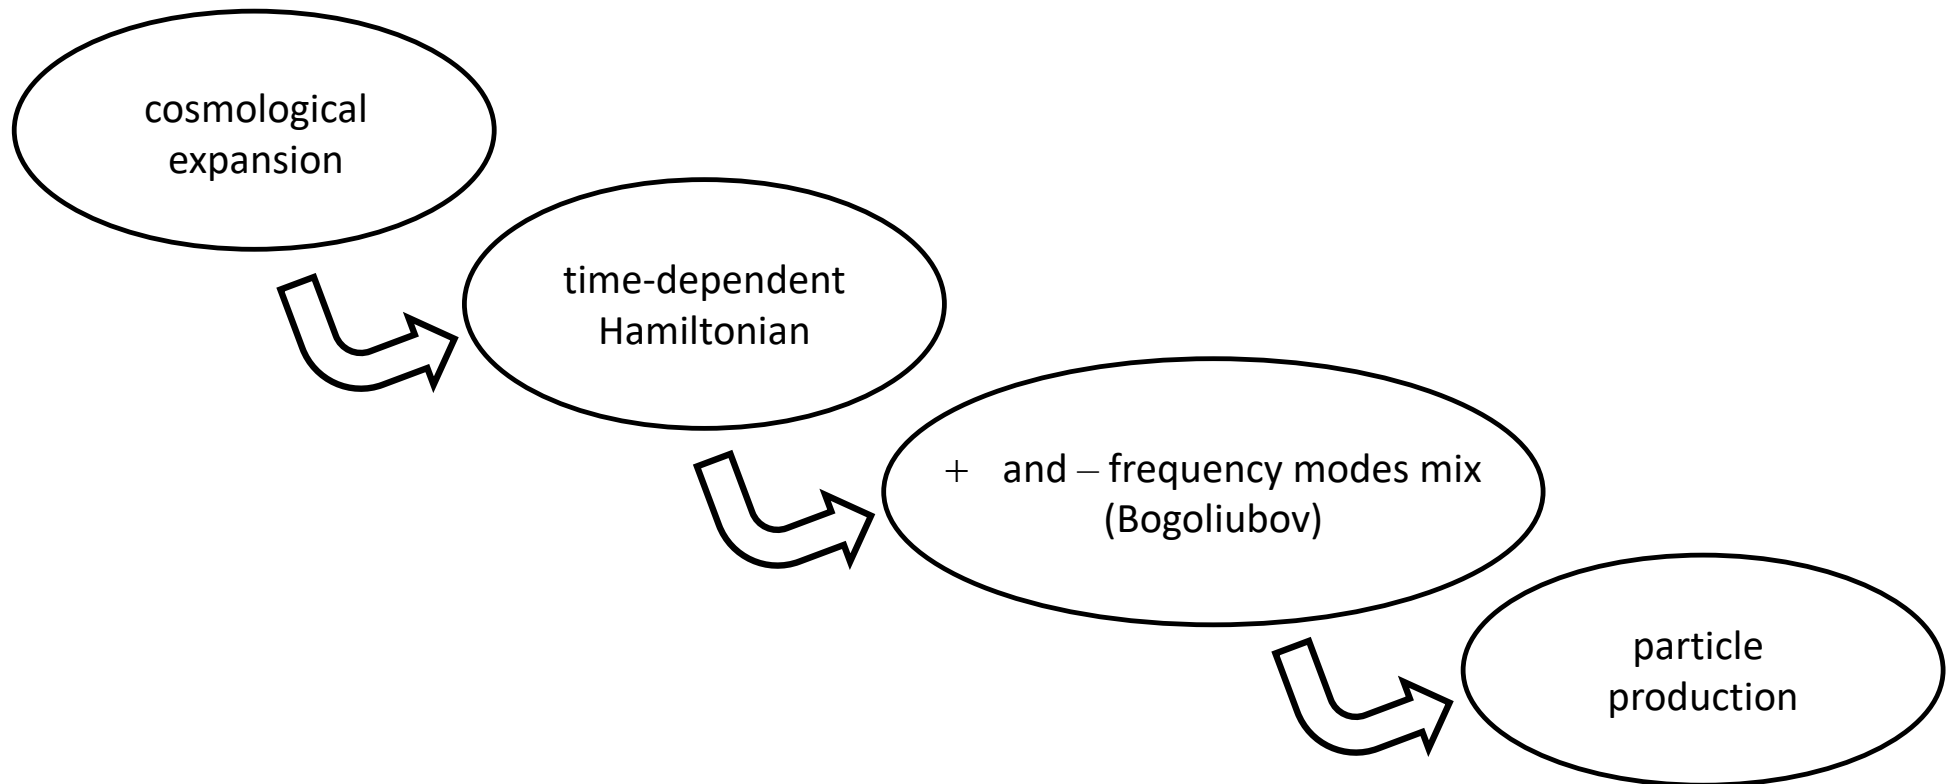 cosmological
expansion
time-dependent
Hamiltonian
+ and – frequency modes mix
(Bogoliubov)
particle
production